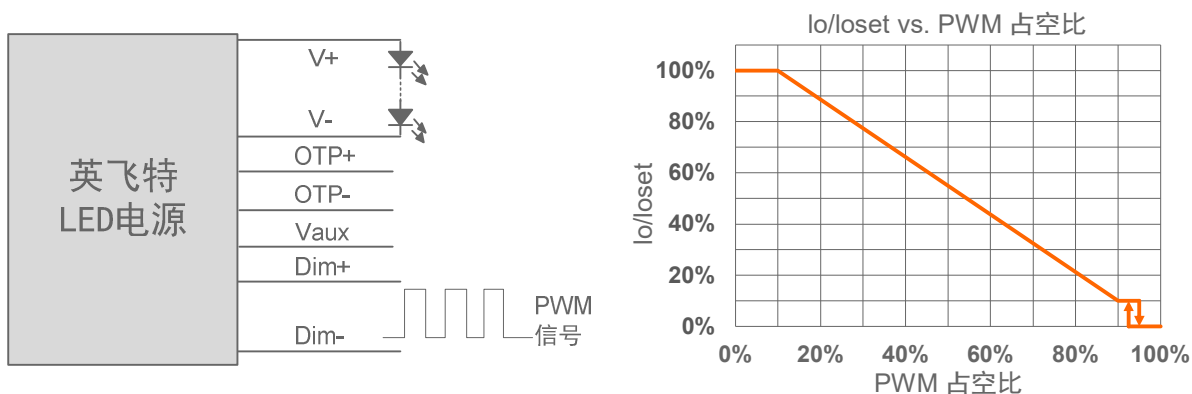 英飞特
LED电源
V+
V-
OTP+
OTP-
Vaux
Dim+
Dim-
PWM
信号
Io/Ioset vs. PWM 占空比
Io/Ioset
100%
80%
60%
40%
20%
0%
0% 20% 40% 60% 80% 100%
PWM 占空比